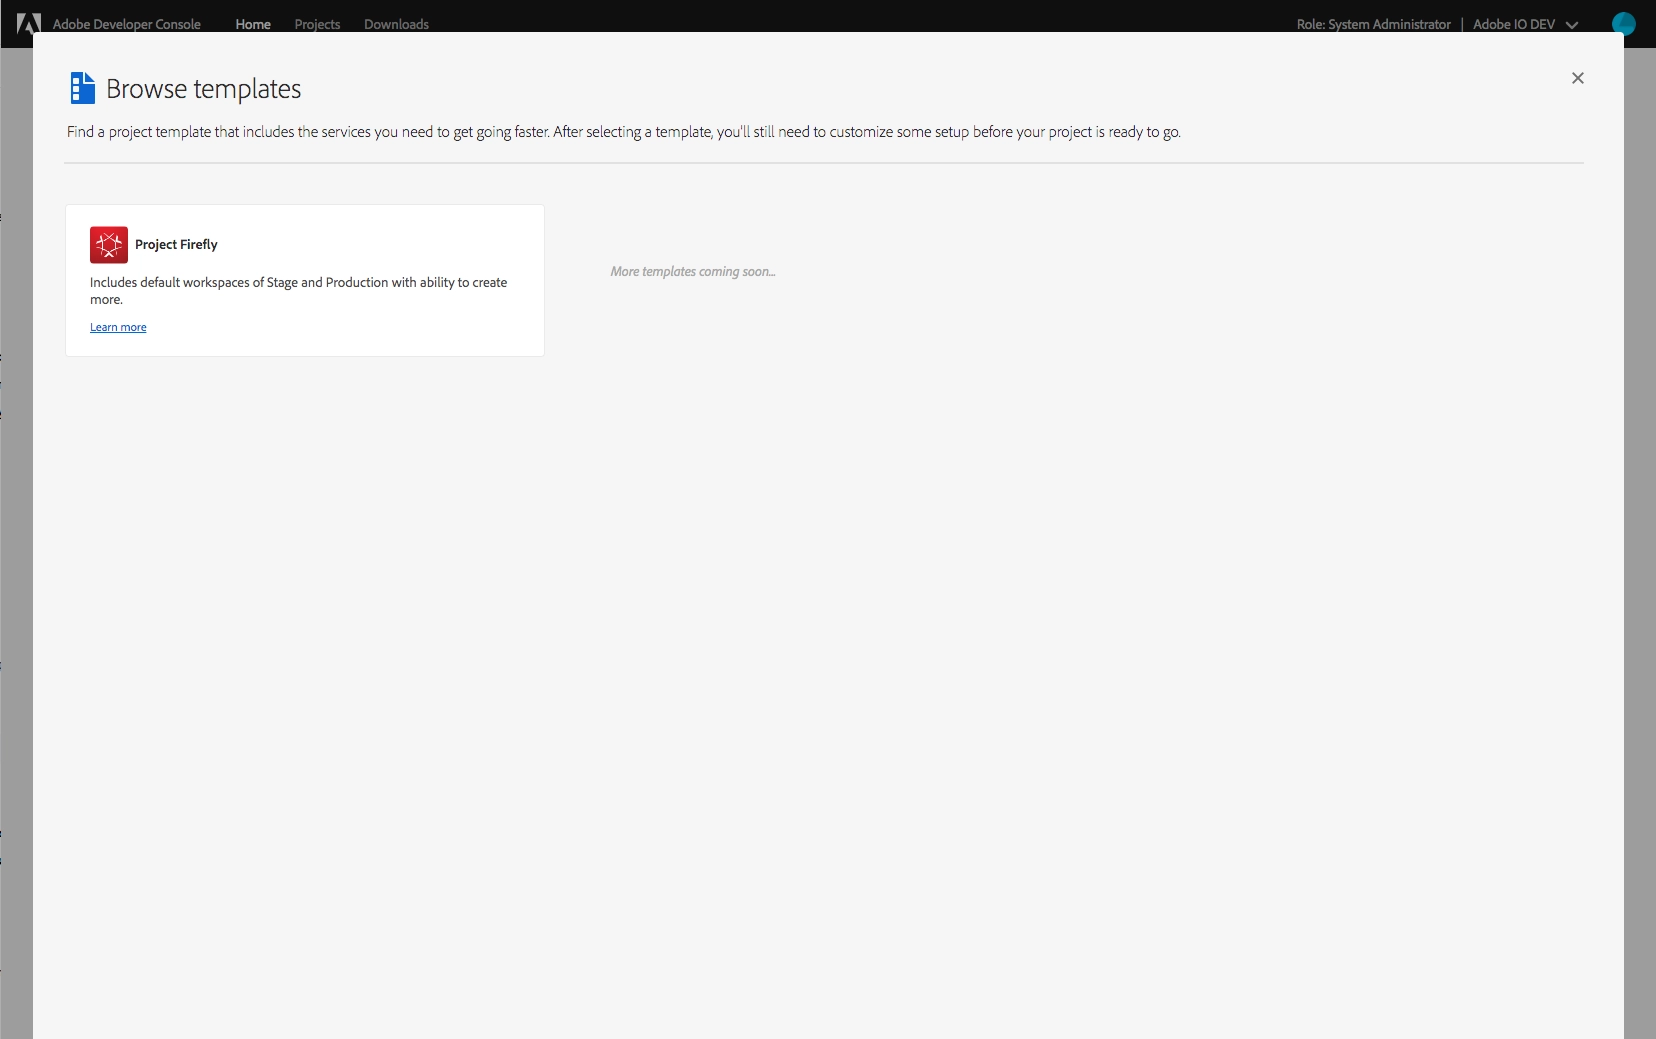 Adobe Developer Console Home Projects Downloads Role: System Administrator | Adobe IO DEV
Browse templates
Find a project template that includes the services you need to get going faster. After selecting a template, you'll still need to customize some setup before your project is ready to go.
Project Firefly
Includes default workspaces of Stage and Production with ability to create
more.
Learn more
More templates coming soon...